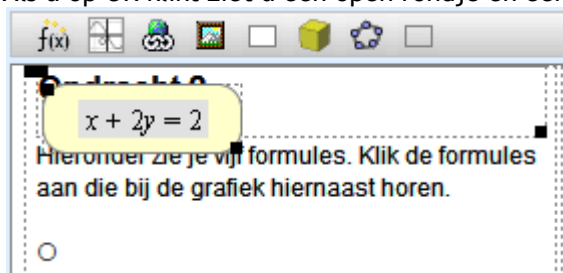 f(x)
x + 2y = 2
Hieronder zie je vijf formules. Klik de formules
aan die bij de grafiek hiernaast horen.